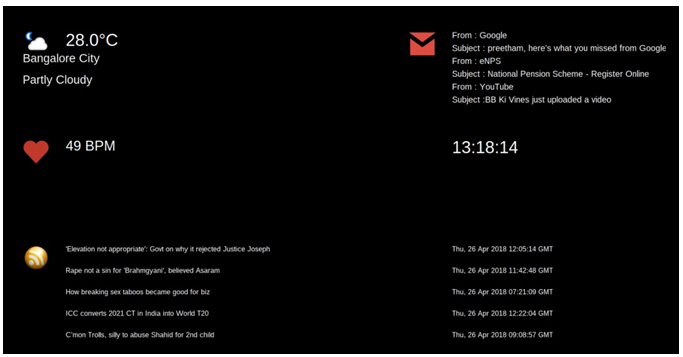 28.0°C
Bangalore City
Partly Cloudy
From : Google
Subject : preetham, here's what you missed from Google
From : eNPS
Subject : National Pension Scheme - Register Online
From : YouTube
Subject :BB Ki Vines just uploaded a video
49 BPM
13:18:14
'Elevation not appropriate': Govt on why it rejected Justice Joseph
Thu, 26 Apr 2018 12:05:14 GMT
Rape not a sin for 'Brahmgyani', believed Asaram
Thu, 26 Apr 2018 11:42:48 GMT
How breaking sex taboos became good for biz
Thu, 26 Apr 2018 07:21:09 GMT
ICC converts 2021 CT in India into World T20
Thu, 26 Apr 2018 12:22:04 GMT
C'mon Trolls, silly to abuse Shahid for 2nd child
Thu, 26 Apr 2018 09:08:57 GMT